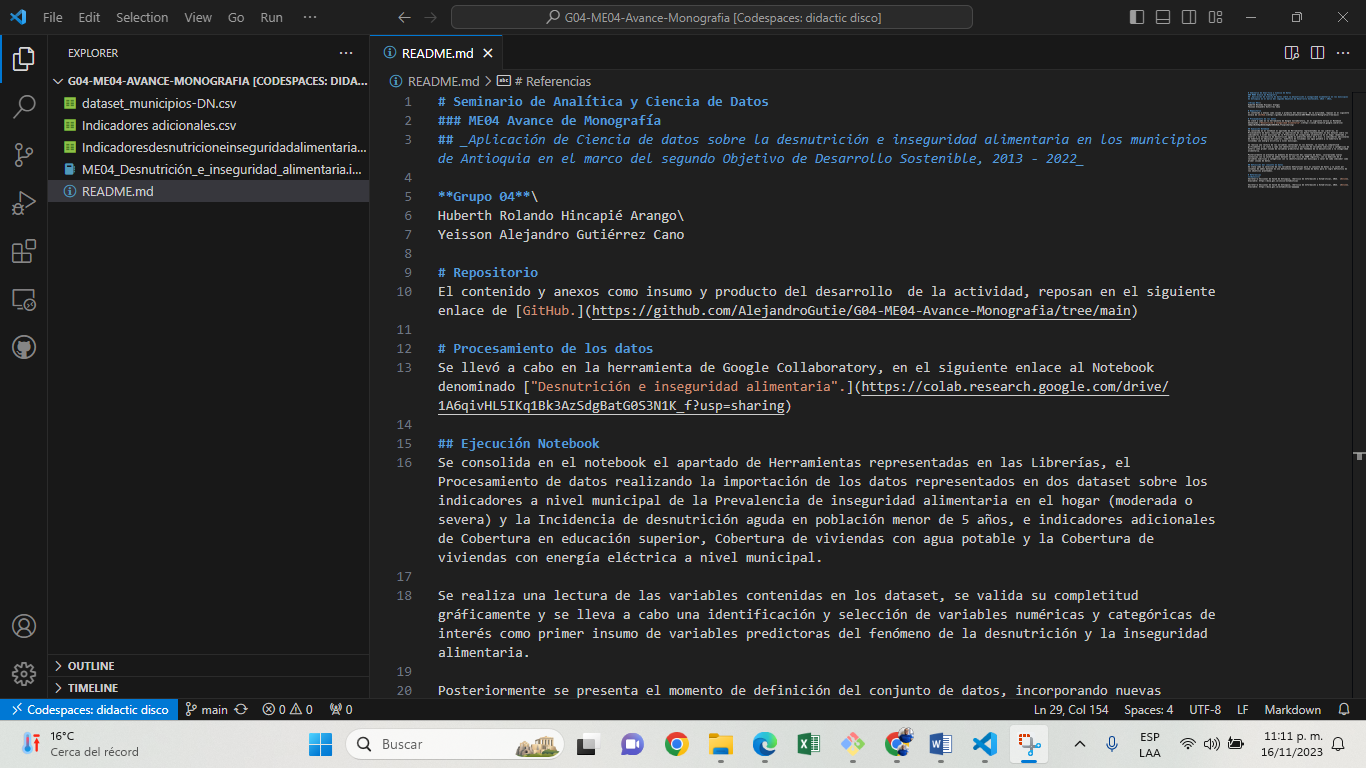 File Edit Selection View Go Run ···
G04-ME04-Avance-Monografia [Codespaces: didactic disco]
EXPLORER ···
G04-ME04-AVANCE-MONOGRAFIA [CODESPACES: DIDA...
dataset_municipios-DN.csv
Indicadores adicionales.csv
Indicadoresdesnutricioneinseguridadalimentaria...
ME04_Desnutrición_e_inseguridad_alimentaria.i...
README.md
OUTLINE
TIMELINE
README.md
README.md > # Referencias
1 # Seminario de Analítica y Ciencia de Datos
2 ### ME04 Avance de Monografía
3 ## _Aplicación de Ciencia de datos sobre la desnutrición e inseguridad alimentaria en los municipios
de Antioquia en el marco del segundo Objetivo de Desarrollo Sostenible, 2013 - 2022_
4
5 **Grupo 04**\
6 Huberth Rolando Hincapié Arango\
7 Yeisson Alejandro Gutiérrez Cano
8
9 # Repositorio
10 El contenido y anexos como insumo y producto del desarrollo  de la actividad, reposan en el siguiente
enlace de [GitHub.](https://github.com/AlejandroGutie/G04-ME04-Avance-Monografia/tree/main)
11
12 # Procesamiento de los datos
13 Se llevó a cabo en la herramienta de Google Collaboratory, en el siguiente enlace al Notebook
denominado ["Desnutrición e inseguridad alimentaria".](https://colab.research.google.com/drive/
1A6qivHL5IKq1Bk3AzSdgBatG0S3N1K_f?usp=sharing)
14
15 ## Ejecución Notebook
16 Se consolida en el notebook el apartado de Herramientas representadas en las Librerías, el
Procesamiento de datos realizando la importación de los datos representados en dos dataset sobre los
indicadores a nivel municipal de la Prevalencia de inseguridad alimentaria en el hogar (moderada o
severa) y la Incidencia de desnutrición aguda en población menor de 5 años, e indicadores adicionales
de Cobertura en educación superior, Cobertura de viviendas con agua potable y la Cobertura de
viviendas con energía eléctrica a nivel municipal.
17
18 Se realiza una lectura de las variables contenidas en los dataset, se valida su completitud
gráficamente y se lleva a cabo una identificación y selección de variables numéricas y categóricas de
interés como primer insumo de variables predictoras del fenómeno de la desnutrición y la inseguridad
alimentaria.
19
20 Posteriormente se presenta el momento de definición del conjunto de datos, incorporando nuevas
Codespaces: didactic disco main 0 0 0 Ln 29, Col 154 Spaces: 4 UTF-8 LF Markdown
16°C
Cerca del récord
Buscar
ESP
LAA
11:11 p. m.
16/11/2023